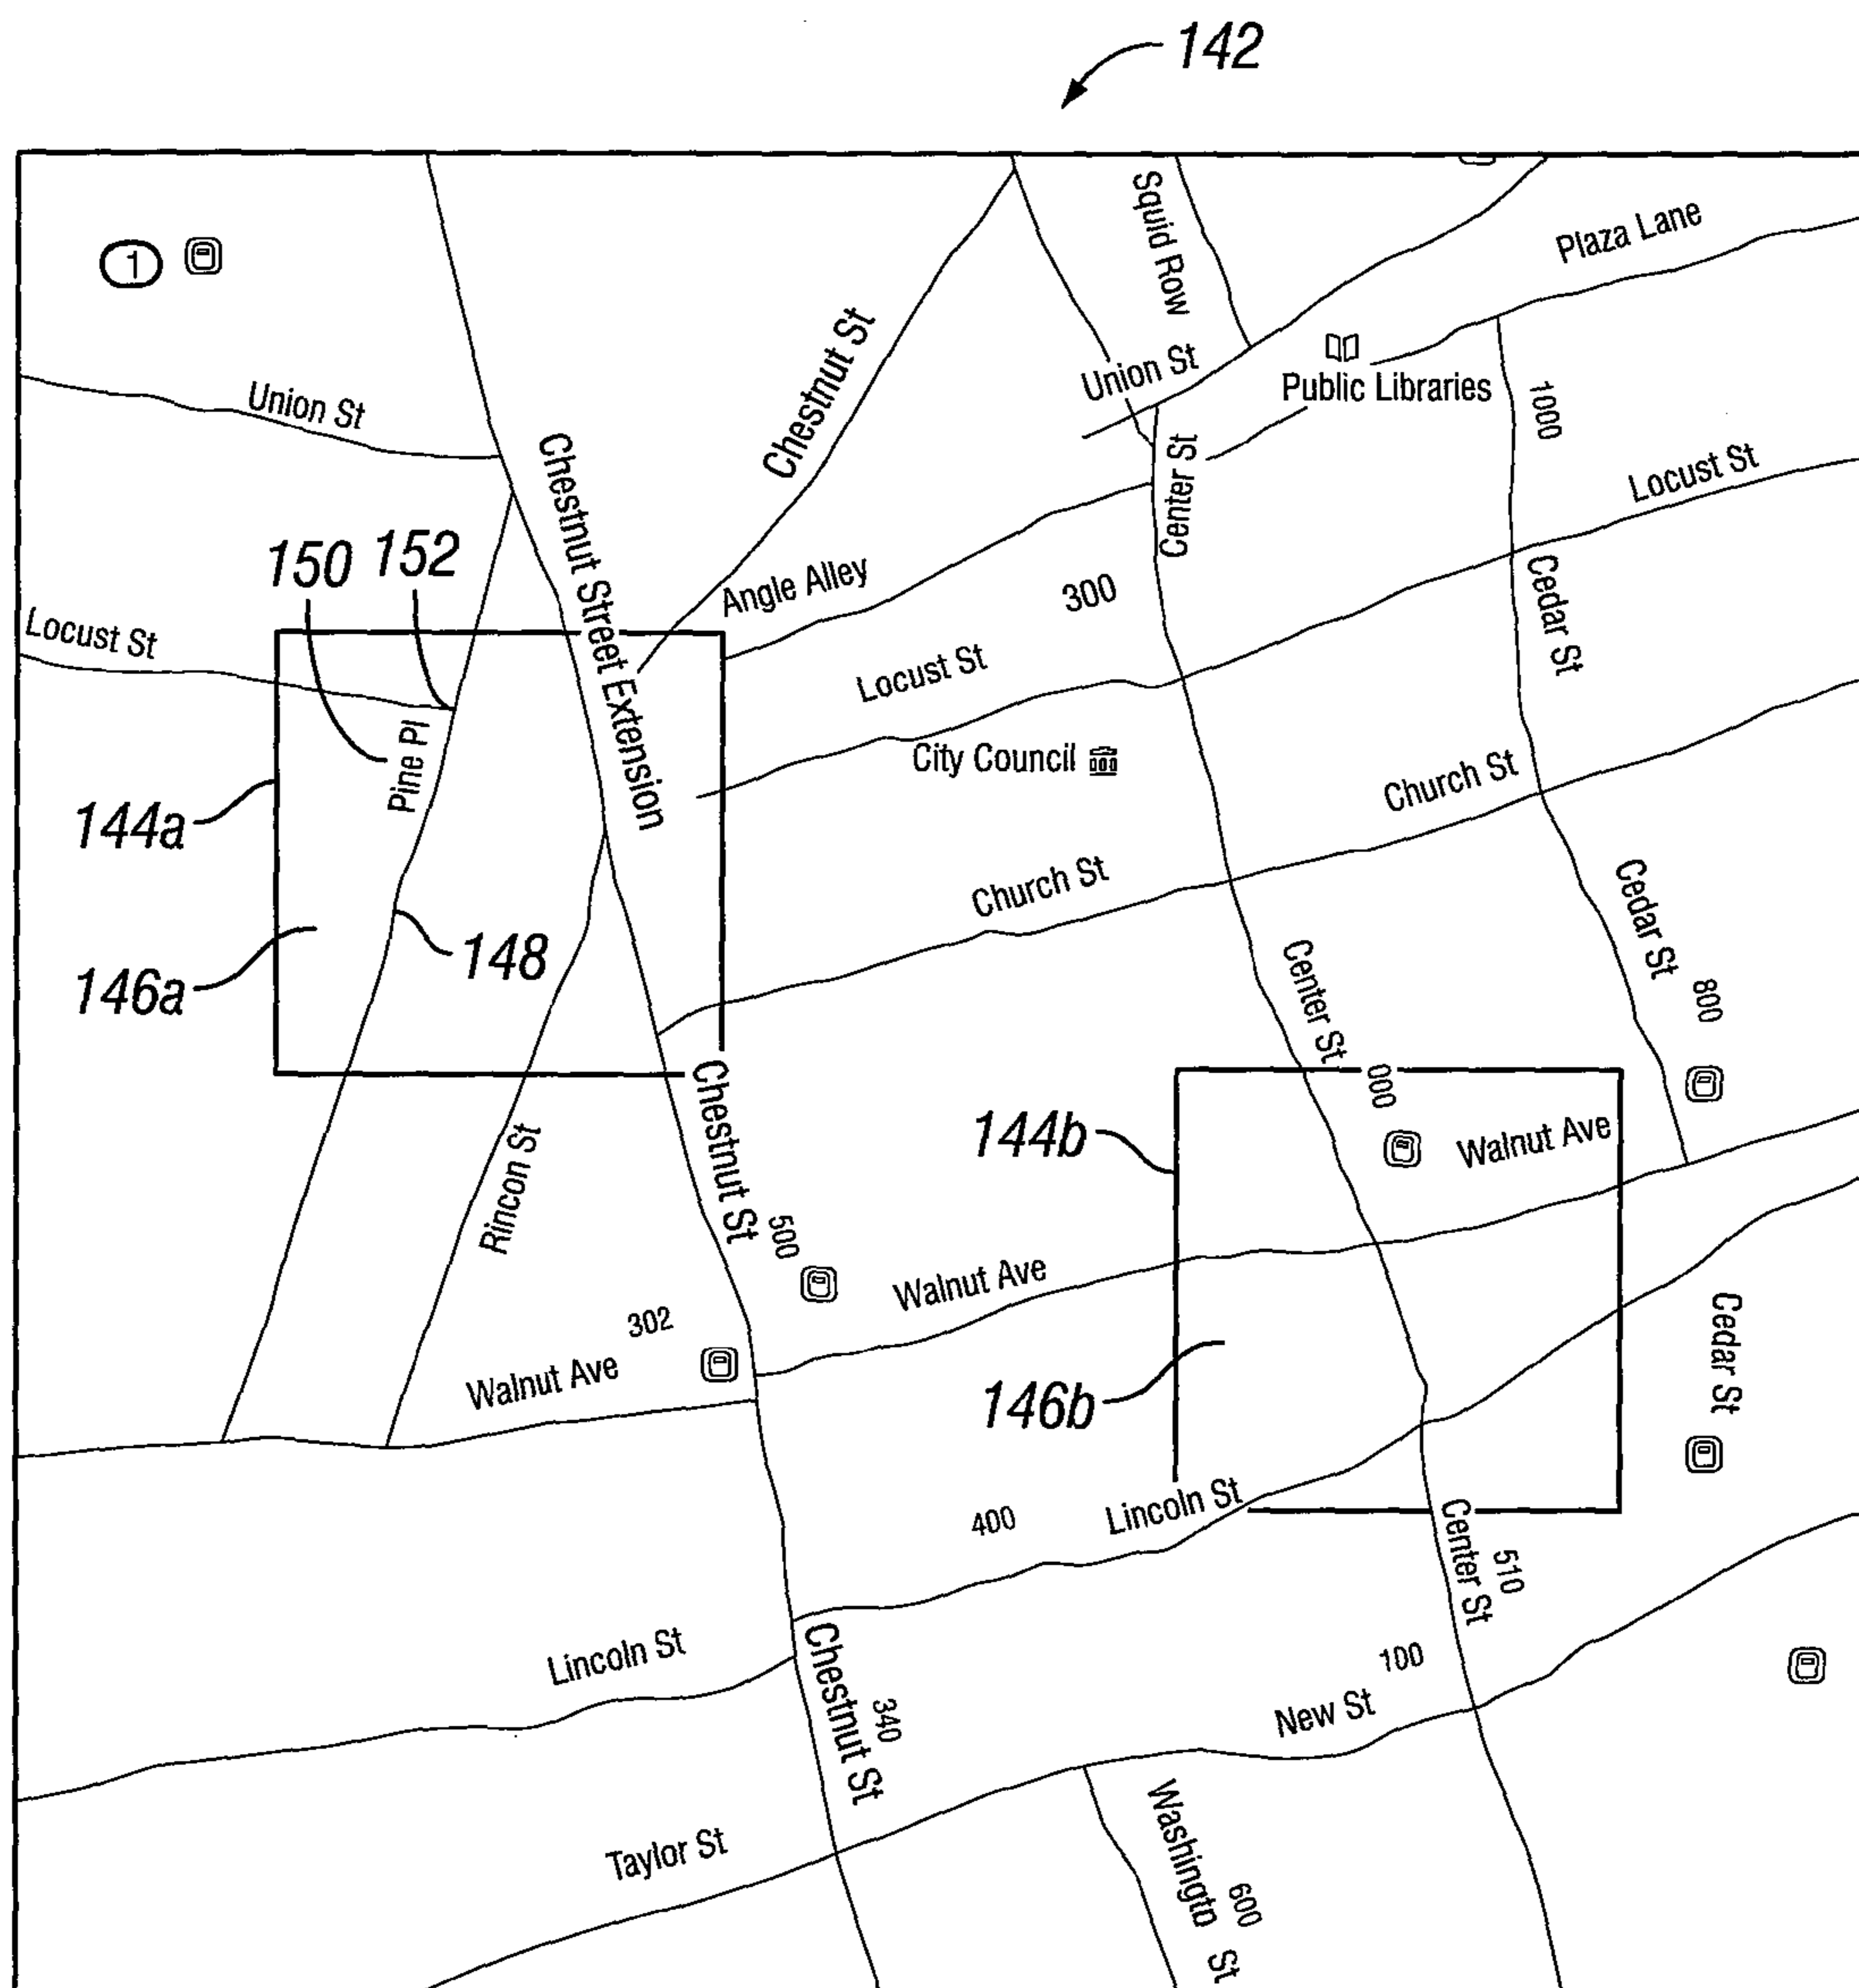 142
Squid Row
Plaza Lane
1
Chestnut St
Union St
Public Libraries
Union St
1000
Chestnut Street Extension
Center St
Locust St
150
152
Angle Alley
300
Cedar St
Locust St
Locust St
City Council
Pine Pl
Church St
144a
Church St
Cedar St
148
146a
Center St
800
Chestnut St
000
144b
Walnut Ave
Rincon St
500
Walnut Ave
302
Cedar St
Walnut Ave
146b
400
Lincoln St
Center St
510
Lincoln St
Chestnut St
340
100
New St
Taylor St
Washingtb St
600